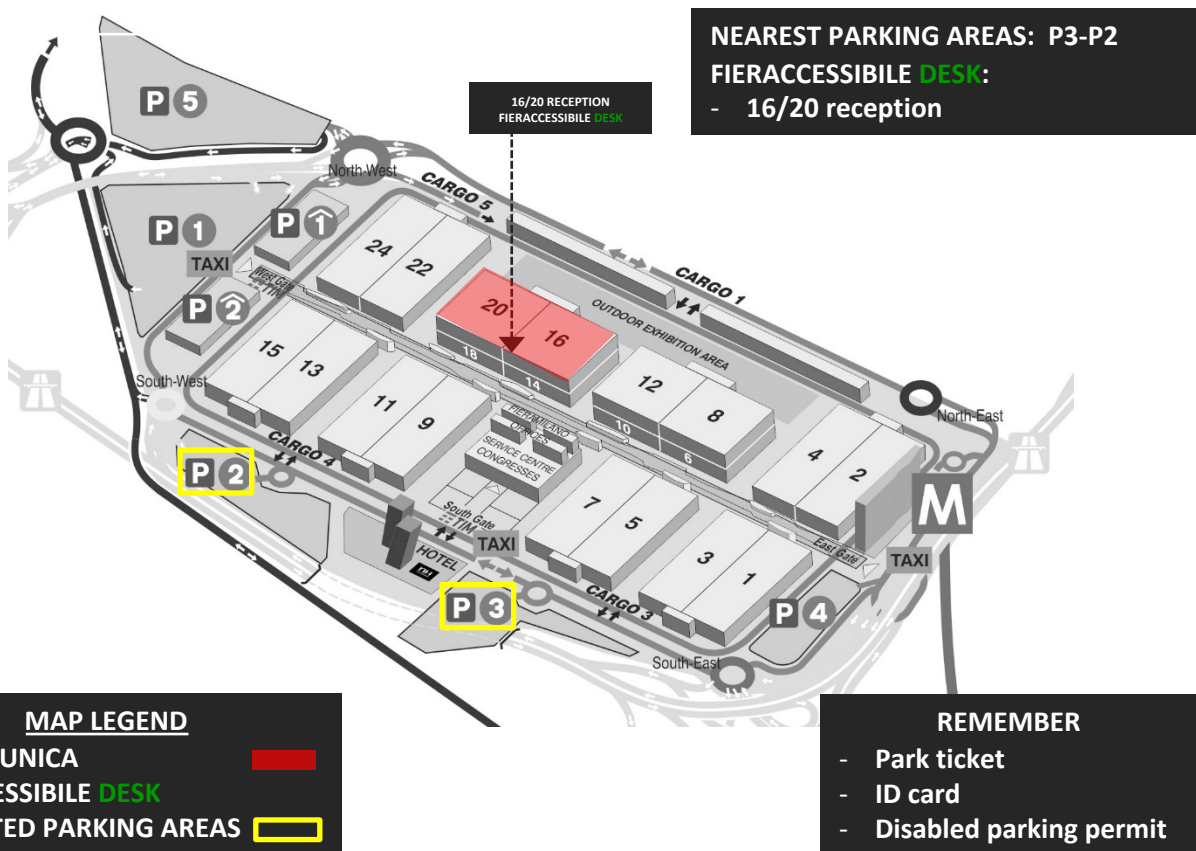 NEAREST PARKING AREAS: P3-P2
FIERACCESSIBILE DESK:
- 16/20 reception
16/20 RECEPTION
FIERACCESSIBILE DESK
P 5
North-West
CARGO 5
P 1
P 1
TAXI
West Gate
TIM
P 2
24
22
20
16
18
14
CARGO 1
OUTDOOR EXHIBITION AREA
15
13
11
9
12
8
10
6
4
2
North-East
M
South-West
P 2
CARGO 4
FIERAMILANO
OFFICES
SERVICE CENTRE
CONGRESSES
South Gate
TIM
TAXI
HOTEL
nH
7
5
3
1
East Gate
TAXI
P 3
CARGO 3
P 4
South-East
MAP LEGEND
UNICA
ESSIBILE DESK
TED PARKING AREAS
REMEMBER
- Park ticket
- ID card
- Disabled parking permit